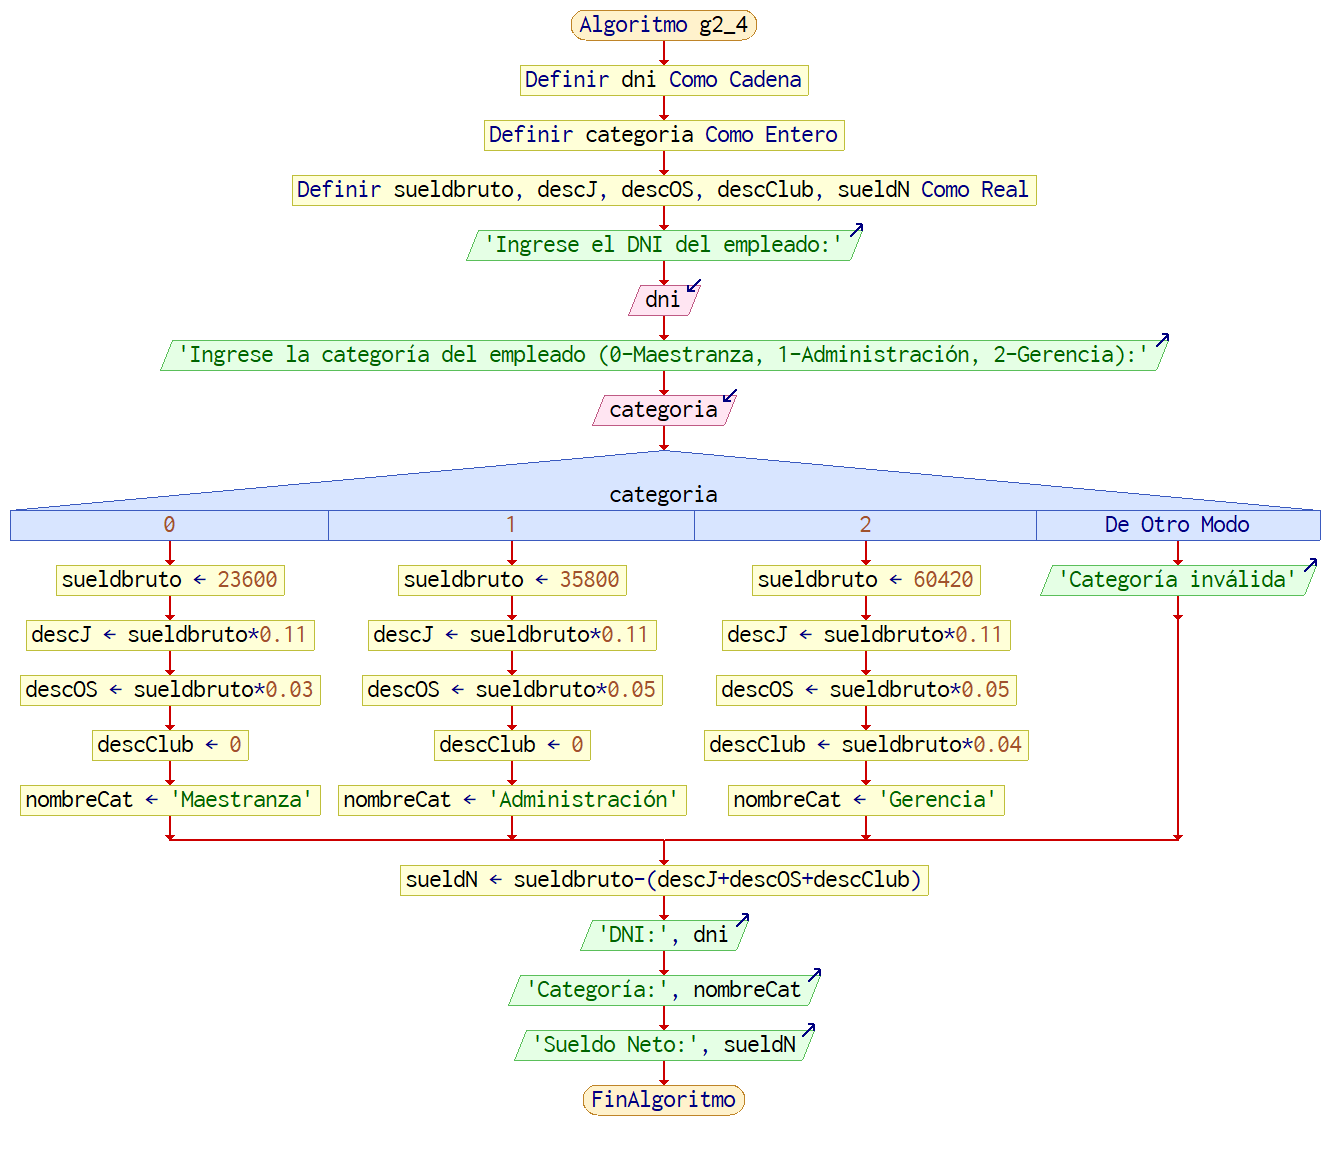 Algoritmo g2_4
Definir dni Como Cadena
Definir categoria Como Entero
Definir sueldbruto, descJ, descOS, descClub, sueldN Como Real
'Ingrese el DNI del empleado:'
dni
'Ingrese la categoría del empleado (0-Maestranza, 1-Administración, 2-Gerencia):'
categoria
categoria
0
1
2
De Otro Modo
sueldbruto ← 23600
sueldbruto ← 35800
sueldbruto ← 60420
'Categoría inválida'
descJ ← sueldbruto*0.11
descJ ← sueldbruto*0.11
descJ ← sueldbruto*0.11
descOS ← sueldbruto*0.03
descOS ← sueldbruto*0.05
descOS ← sueldbruto*0.05
descClub ← 0
descClub ← 0
descClub ← sueldbruto*0.04
nombreCat ← 'Maestranza'
nombreCat ← 'Administración'
nombreCat ← 'Gerencia'
sueldN ← sueldbruto-(descJ+descOS+descClub)
'DNI:', dni
'Categoría:', nombreCat
'Sueldo Neto:', sueldN
FinAlgoritmo